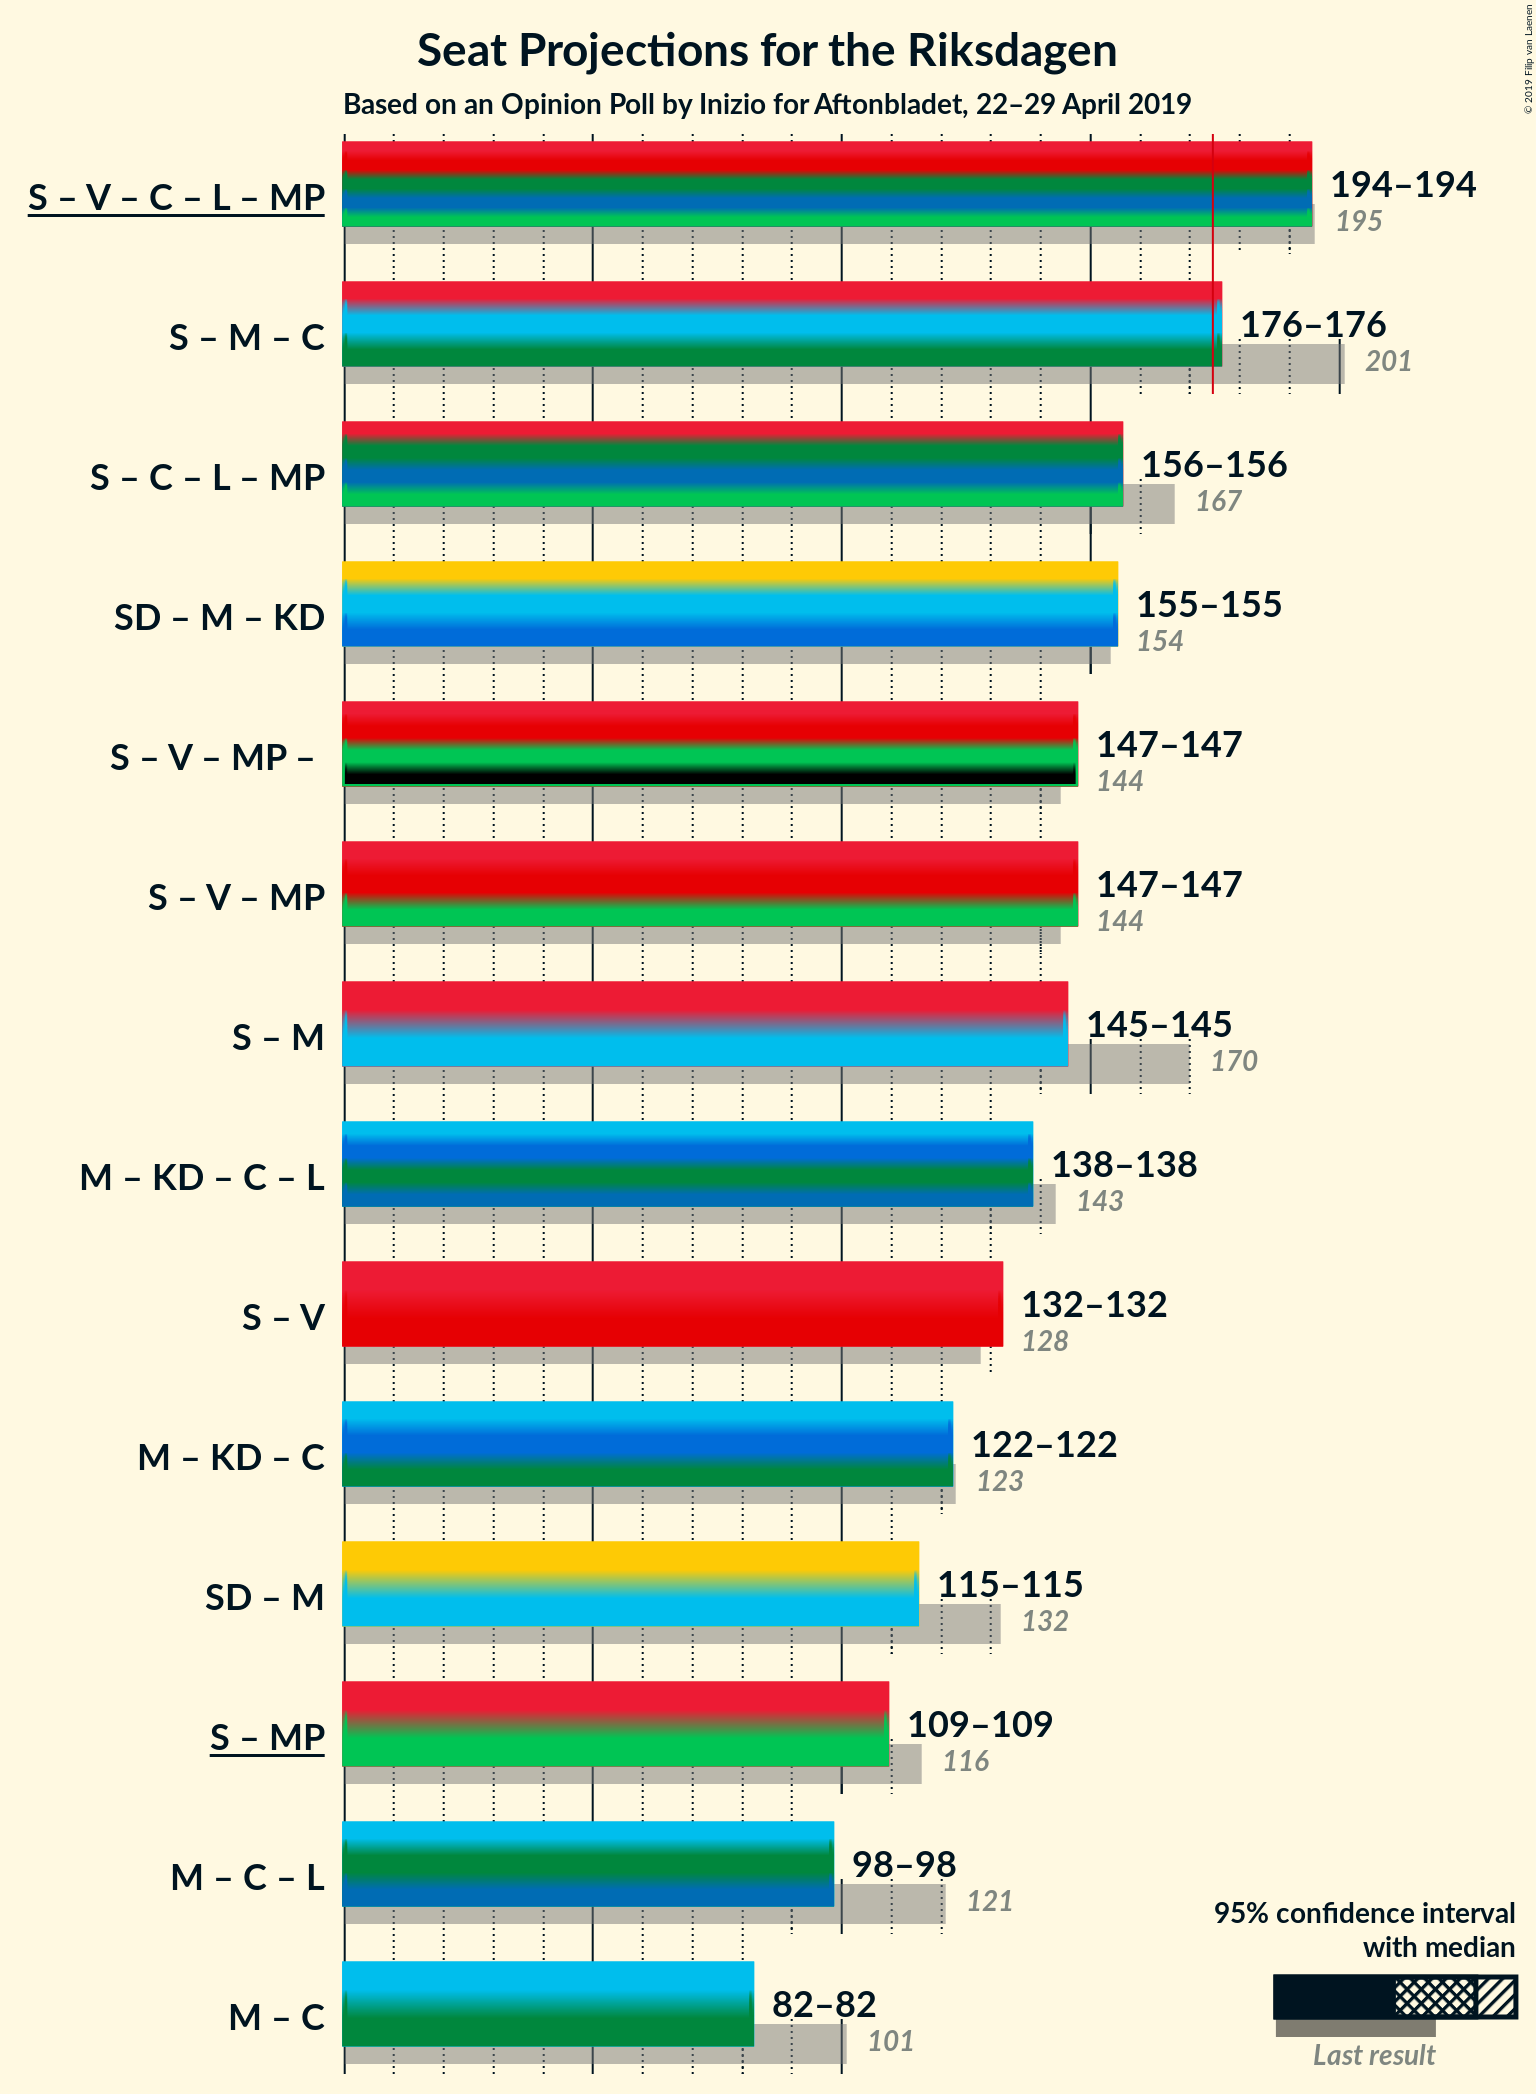 Seat Projections for the Riksdagen
Based on an Opinion Poll by Inizio for Aftonbladet, 22–29 April 2019
© 2019 Filip van Laenen
S – V – C – L – MP
194–194
195
S – M – C
176–176
201
S – C – L – MP
156–156
167
SD – M – KD
155–155
154
S – V – MP –
147–147
144
S – V – MP
147–147
144
S – M
145–145
170
M – KD – C – L
138–138
143
S – V
132–132
128
M – KD – C
122–122
123
SD – M
115–115
132
S – MP
109–109
116
M – C – L
98–98
121
M – C
82–82
101
95% confidence interval
with median
Last result